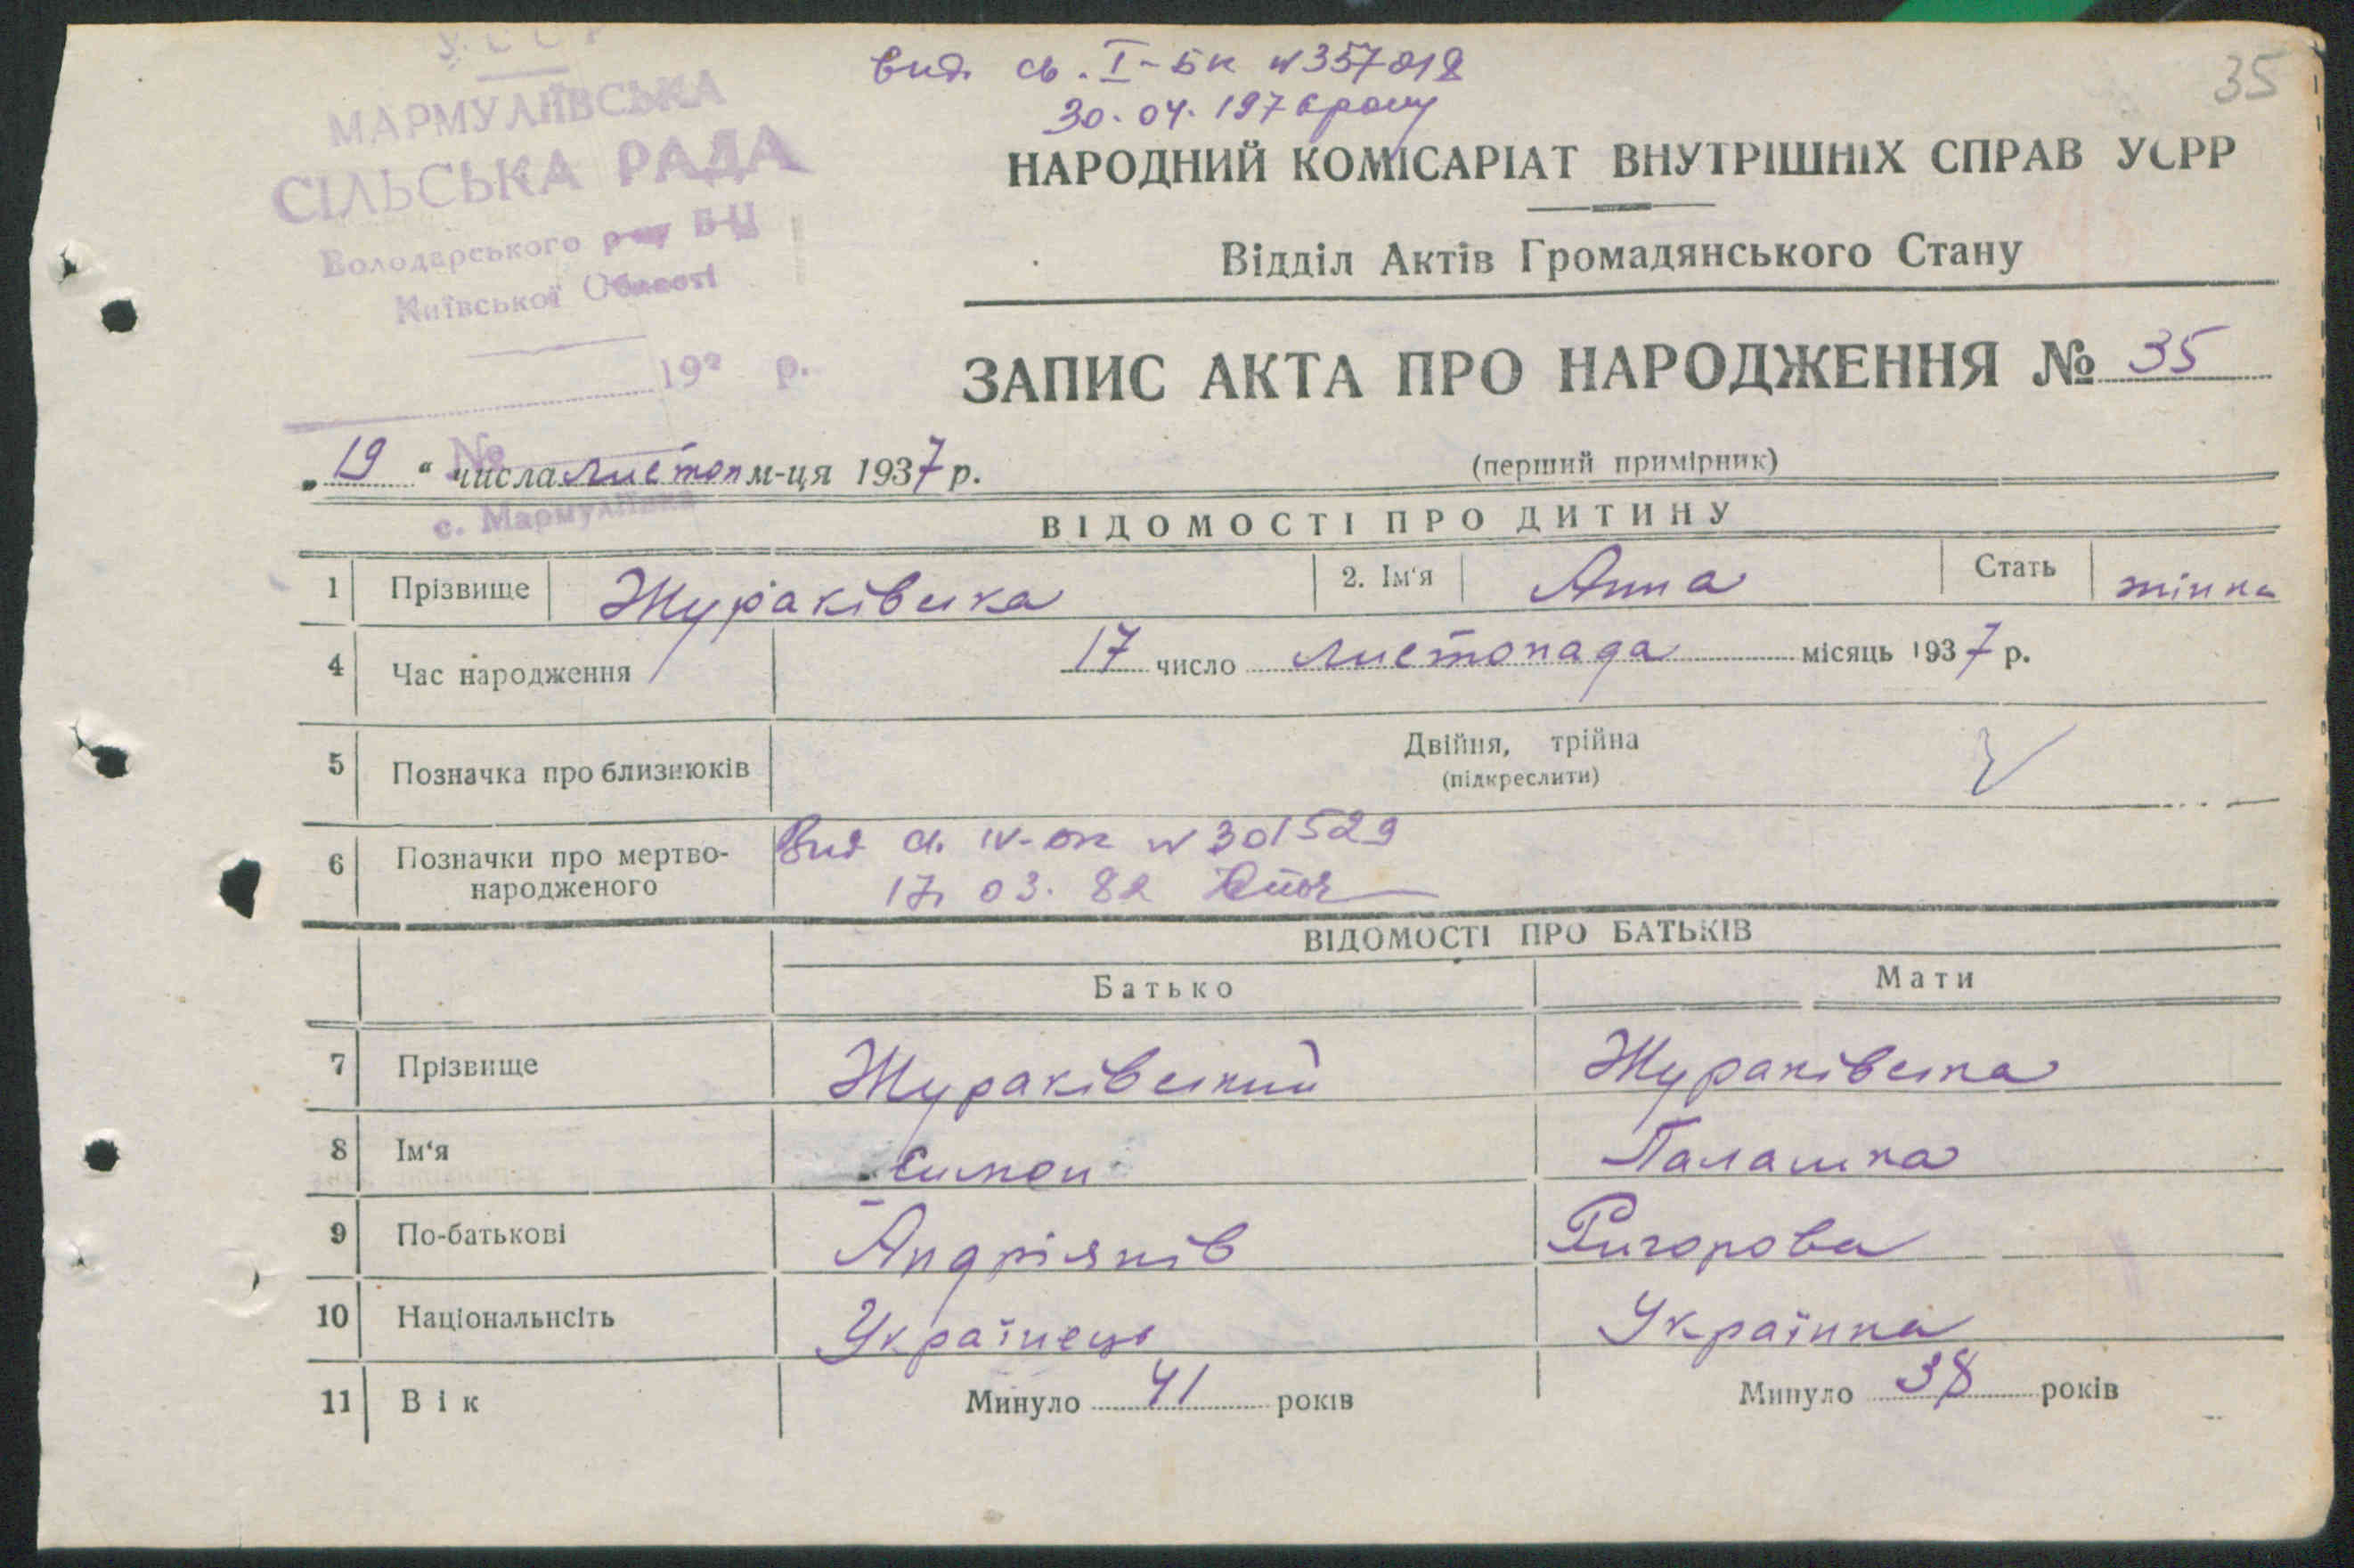 35
вид. св. I-БК №357012
30.04.1976 року
МАРМУЛІЇВСЬКА
СІЛЬСЬКА РАДА
Володарського р-ну Б-Ц
Київської Області
19 р.
№
с. Мармуліївка
НАРОДНИЙ КОМІСАРІАТ ВНУТРІШНІХ СПРАВ УСРР
Відділ Актів Громадянського Стану
ЗАПИС АКТА ПРО НАРОДЖЕННЯ № 35
„ 19 “ числа листоп м-ця 1937 р.
(перший примірник)
ВІДОМОСТІ ПРО ДИТИНУ
1 Прізвище Жураківська 2. Ім'я Анна Стать жінка
4 Час народження 17 число листопада місяць 1937 р.
5 Позначка про близнюків Двійня, трійна
(підкреслити)
6 Позначки про мертво-
народженого
Вид св. IV-ОК №301529
17. 03. 82
ВІДОМОСТІ ПРО БАТЬКІВ
Батько Мати
7 Прізвище Жураківський Жураківська
8 Ім'я Симон Палашка
9 По-батькові Андріянів Ригорова
10 Національнсіть Українець Українка
11 Вік Минуло 41 років Минуло 38 років